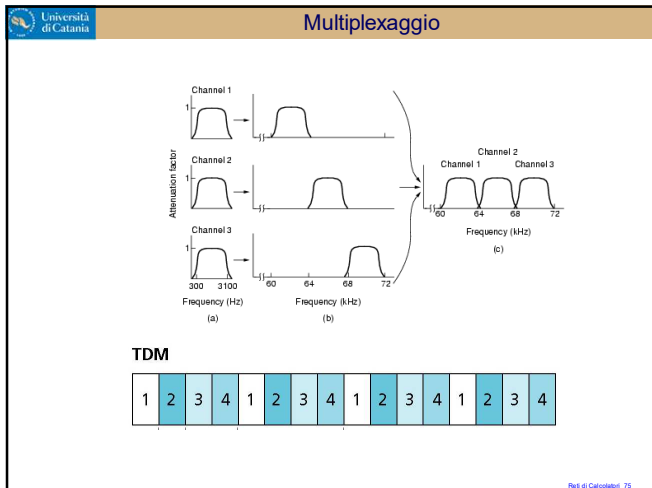 Università
di Catania
Multiplexaggio
Channel 1
1
Channel 2
1
Attenuation factor
Channel 3
1
300 3100
Frequency (Hz)
(a)
60 64 68 72
Frequency (kHz)
(b)
Channel 2
Channel 1 Channel 3
60 64 68 72
Frequency (kHz)
(c)
TDM
1 2 3 4 1 2 3 4 1 2 3 4 1 2 3 4
Reti di Calcolatori 75